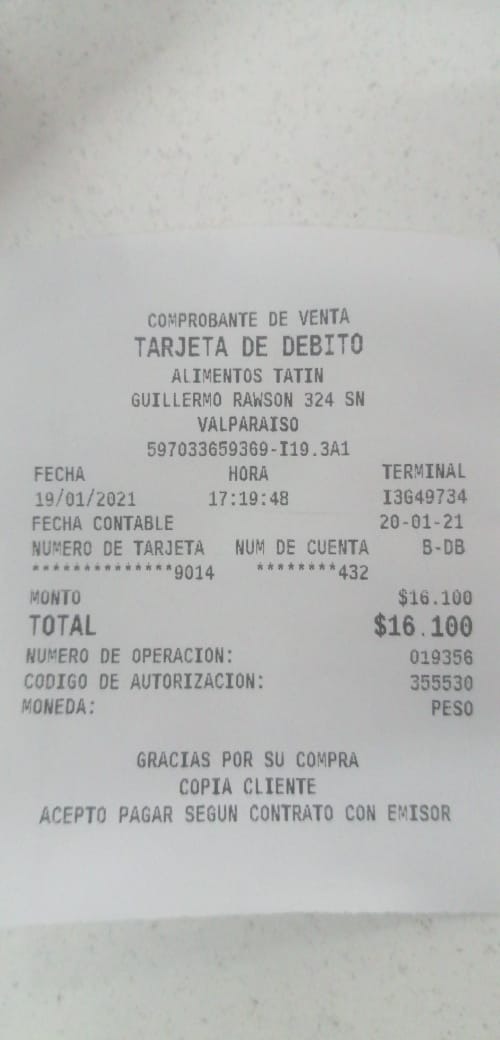 COMPROBANTE DE VENTA
TARJETA DE DEBITO
ALIMENTOS TATIN
GUILLERMO RAWSON 324 SN
VALPARAISO
597033659369-I19.3A1
FECHA HORA TERMINAL
19/01/2021 17:19:48 I3G49734
FECHA CONTABLE 20-01-21
NUMERO DE TARJETA NUM DE CUENTA B-DB
**************9014 ********432
MONTO $16.100
TOTAL $16.100
NUMERO DE OPERACION: 019356
CODIGO DE AUTORIZACION: 355530
MONEDA: PESO
GRACIAS POR SU COMPRA
COPIA CLIENTE
ACEPTO PAGAR SEGUN CONTRATO CON EMISOR